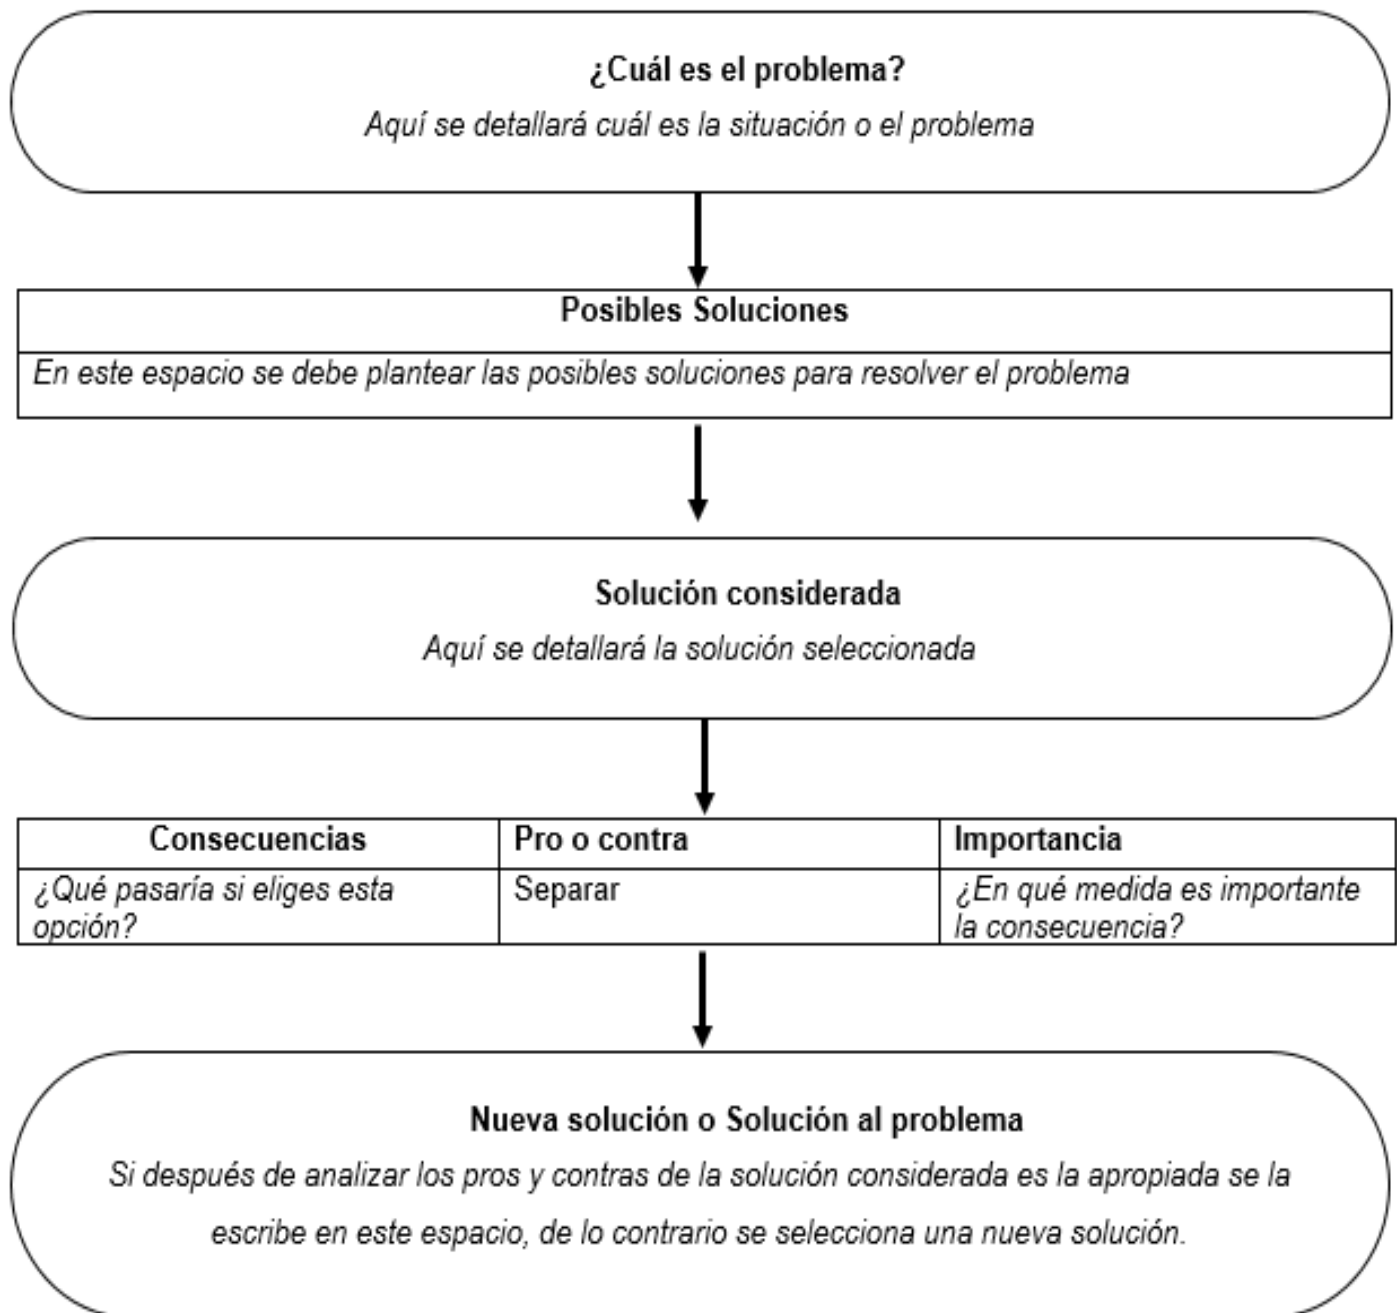 ¿Cuál es el problema?
Aquí se detallará cuál es la situación o el problema
Posibles Soluciones
En este espacio se debe plantear las posibles soluciones para resolver el problema
Solución considerada
Aquí se detallará la solución seleccionada
Consecuencias
Pro o contra
Importancia
¿Qué pasaría si eliges esta
opción?
Separar
¿En qué medida es importante
la consecuencia?
Nueva solución o Solución al problema
Si después de analizar los pros y contras de la solución considerada es la apropiada se la
escribe en este espacio, de lo contrario se selecciona una nueva solución.